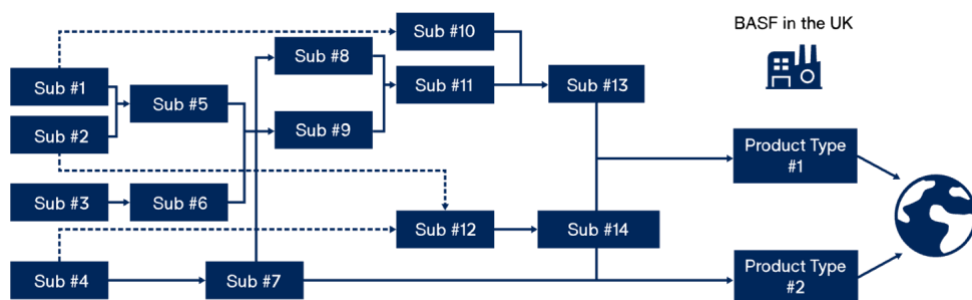 Sub #10
BASF in the UK
Sub #8
Sub #1
Sub #11
Sub #13
Sub #5
Sub #2
Sub #9
Product Type
#1
Sub #3
Sub #6
Sub #12
Sub #14
Sub #4
Sub #7
Product Type
#2